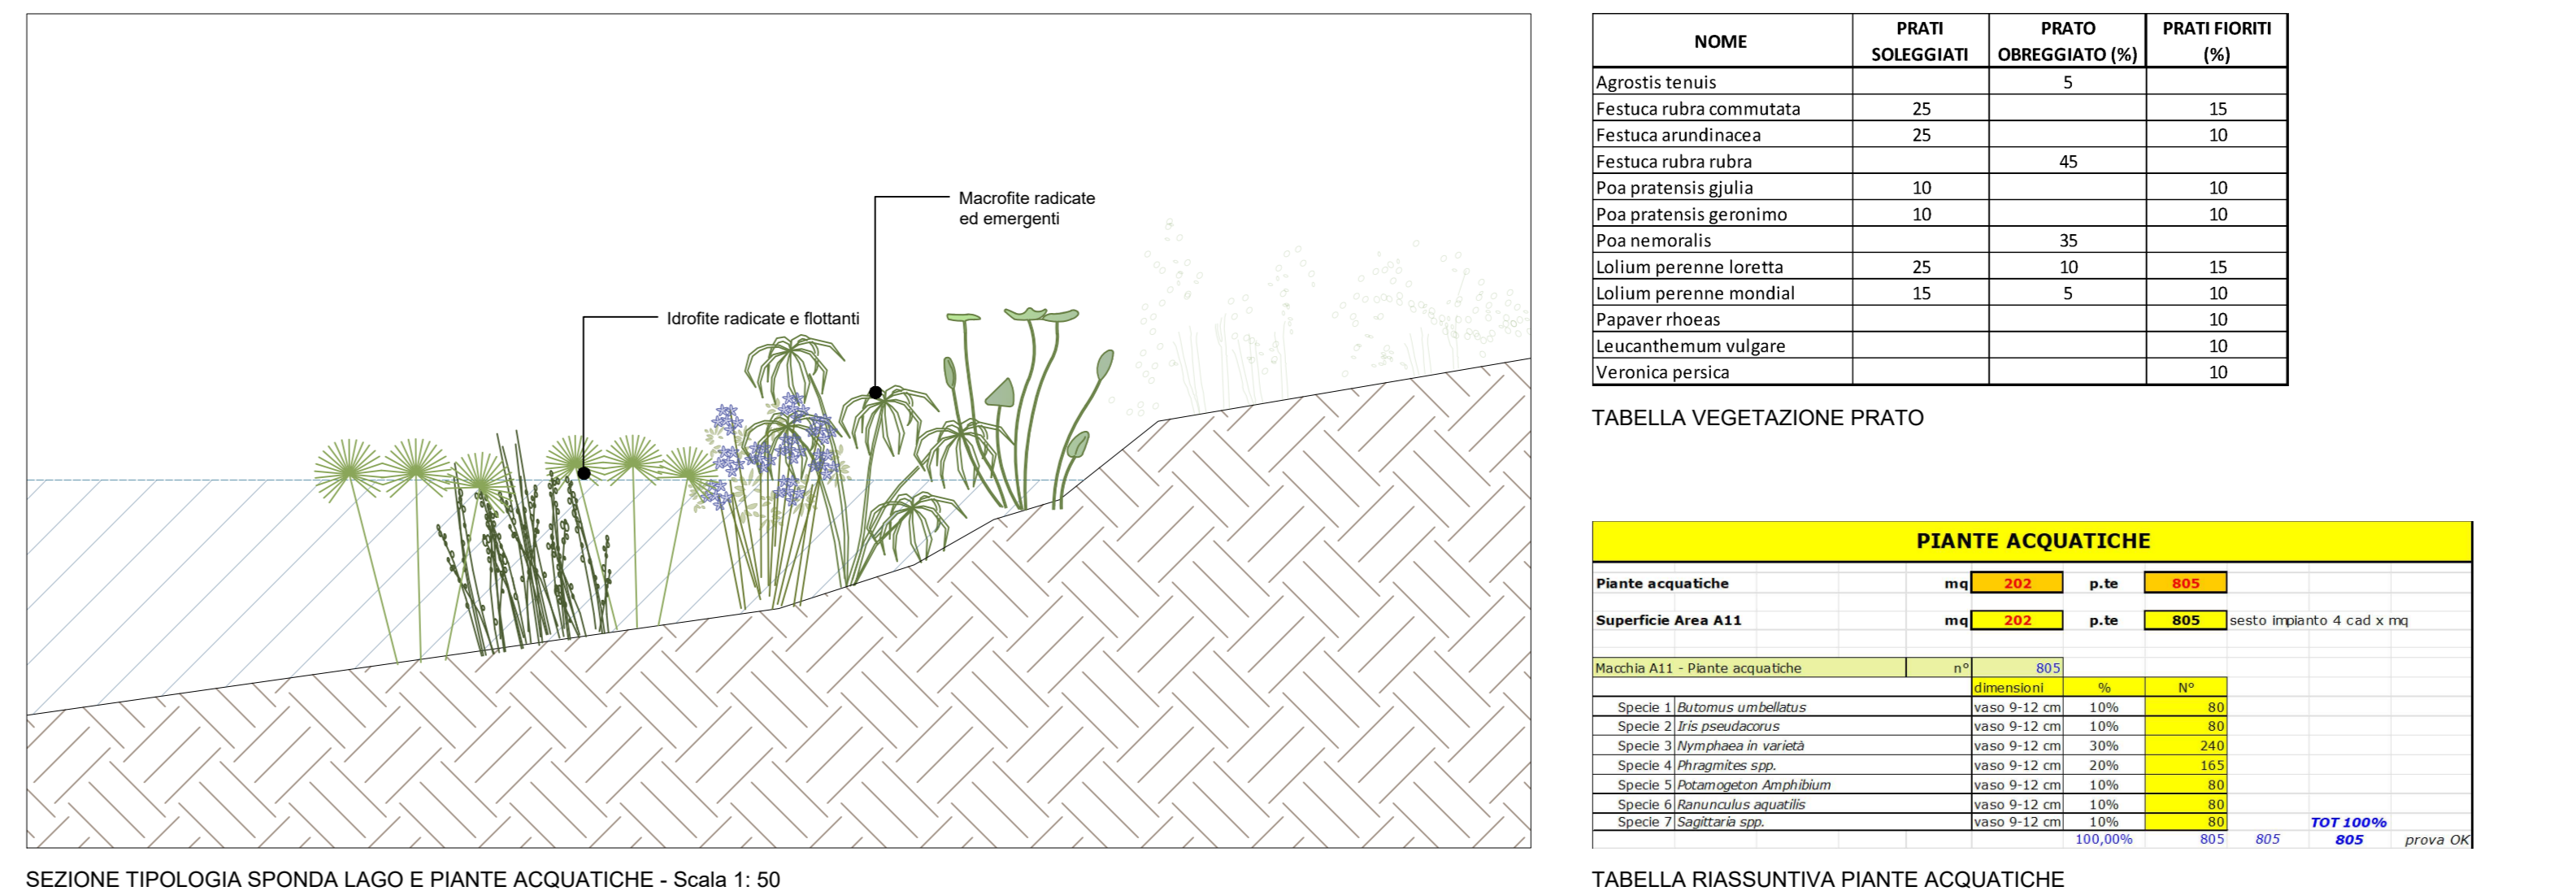 Macrofite radicate
ed emergenti
Idrofite radicate e flottanti
SEZIONE TIPOLOGIA SPONDA LAGO E PIANTE ACQUATICHE - Scala 1: 50
NOME PRATI SOLEGGIATI PRATO OBREGGIATO (%) PRATI FIORITI (%)
Agrostis tenuis 5
Festuca rubra commutata 25 15
Festuca arundinacea 25 10
Festuca rubra rubra 45
Poa pratensis gjulia 10 10
Poa pratensis geronimo 10 10
Poa nemoralis 35
Lolium perenne loretta 25 10 15
Lolium perenne mondial 15 5 10
Papaver rhoeas 10
Leucanthemum vulgare 10
Veronica persica 10
TABELLA VEGETAZIONE PRATO
PIANTE ACQUATICHE
Piante acquatiche mq 202 p.te 805
Superficie Area A11 mq 202 p.te 805 sesto impianto 4 cad x mq
Macchia A11 - Piante acquatiche n° 805
dimensioni % N°
Specie 1 Butomus umbellatus vaso 9-12 cm 10% 80
Specie 2 Iris pseudacorus vaso 9-12 cm 10% 80
Specie 3 Nymphaea in varietà vaso 9-12 cm 30% 240
Specie 4 Phragmites spp. vaso 9-12 cm 20% 165
Specie 5 Potamogeton Amphibium vaso 9-12 cm 10% 80
Specie 6 Ranunculus aquatilis vaso 9-12 cm 10% 80
Specie 7 Sagittaria spp. vaso 9-12 cm 10% 80 TOT 100%
100,00% 805 805 805 prova OK
TABELLA RIASSUNTIVA PIANTE ACQUATICHE